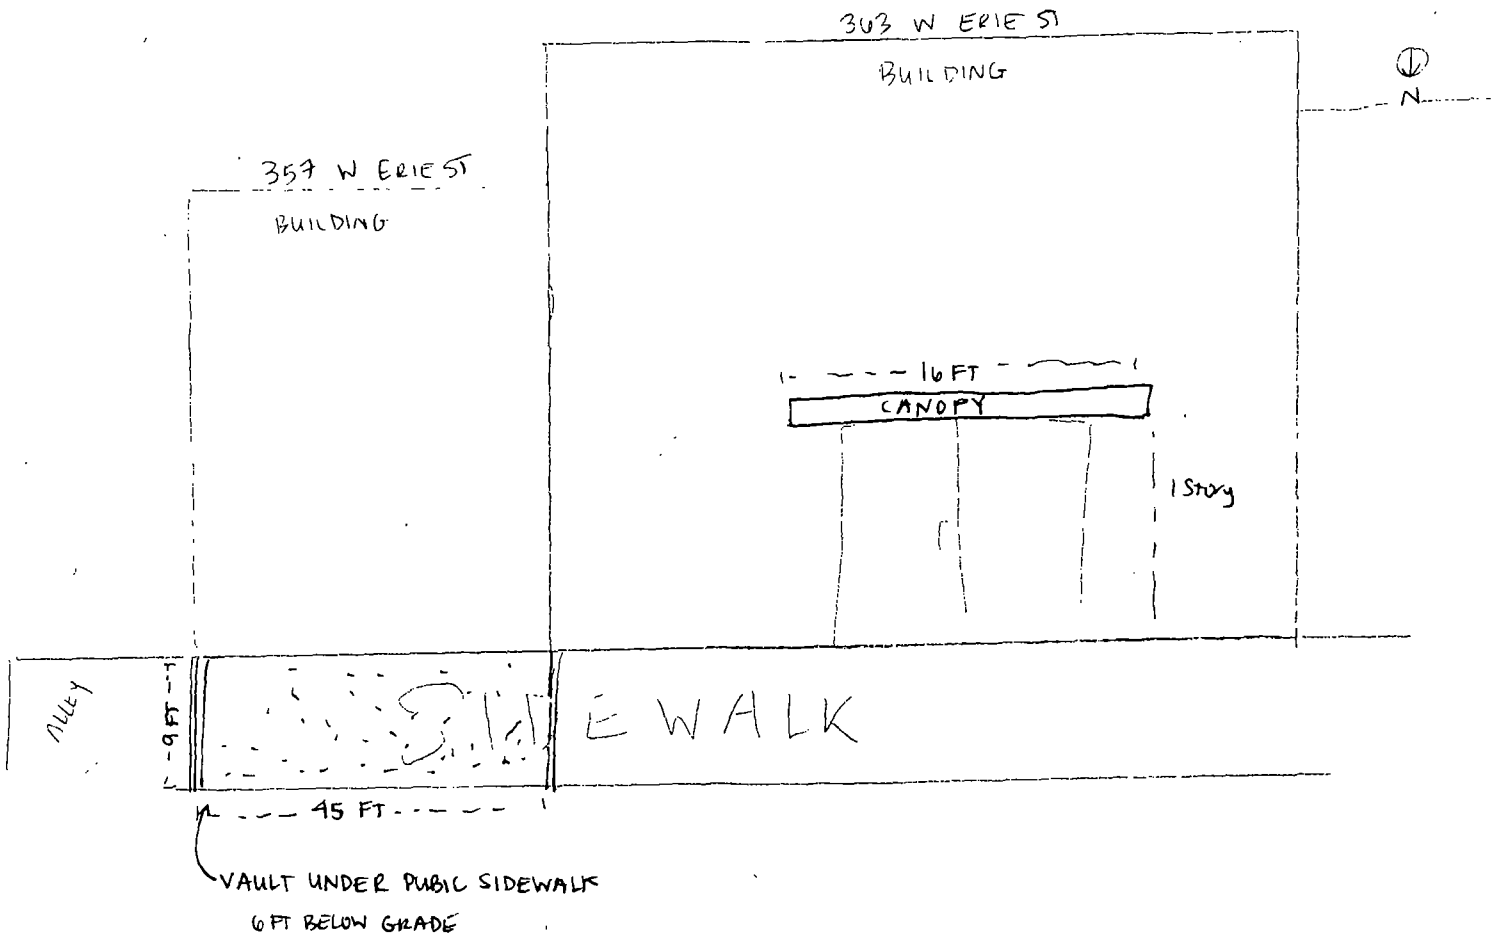 363 W ERIE ST
BUILDING
N
357 W ERIE ST
BUILDING
16 FT
CANOPY
1 Story
ALLEY
9 FT
SIDEWALK
45 FT
VAULT UNDER PUBIC SIDEWALK
6 FT BELOW GRADE